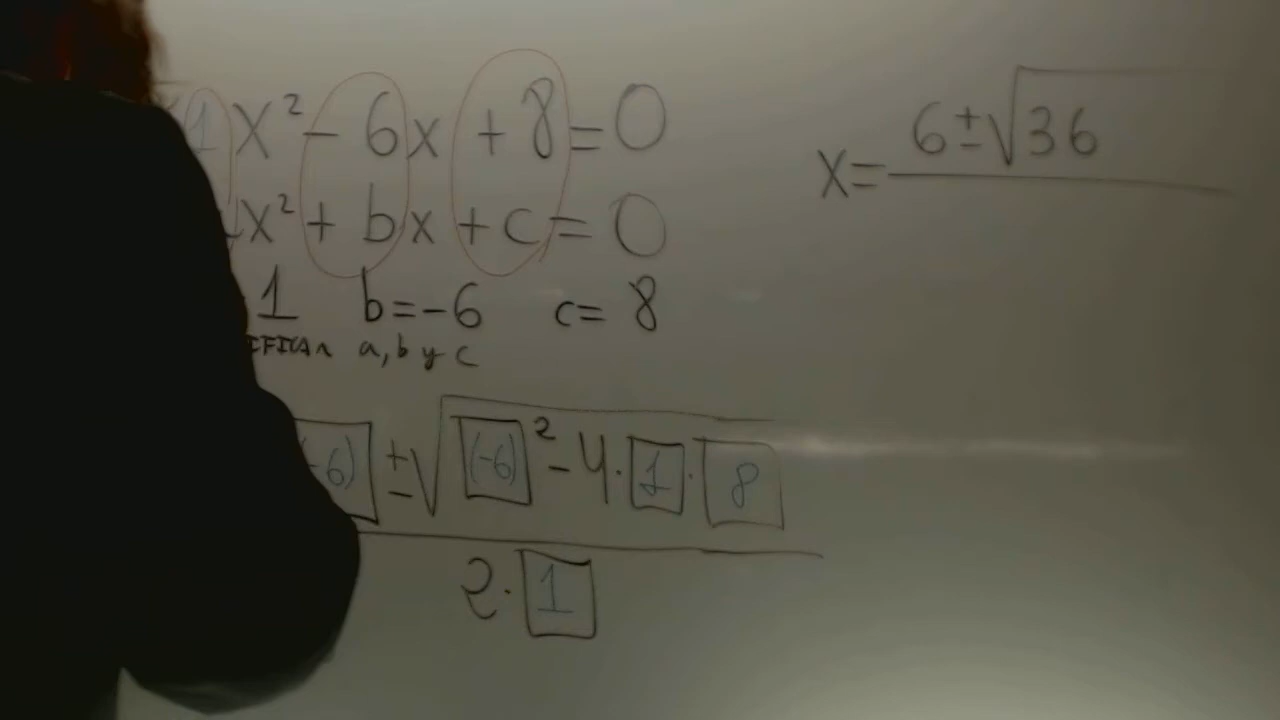 1x² - 6x + 8 = 0
x² + bx + c = 0
1 b = -6 c = 8
a, b y c
-6) ± √(-6)² - 4 · 1 · 8
2 · 1
x = 6 ± √36